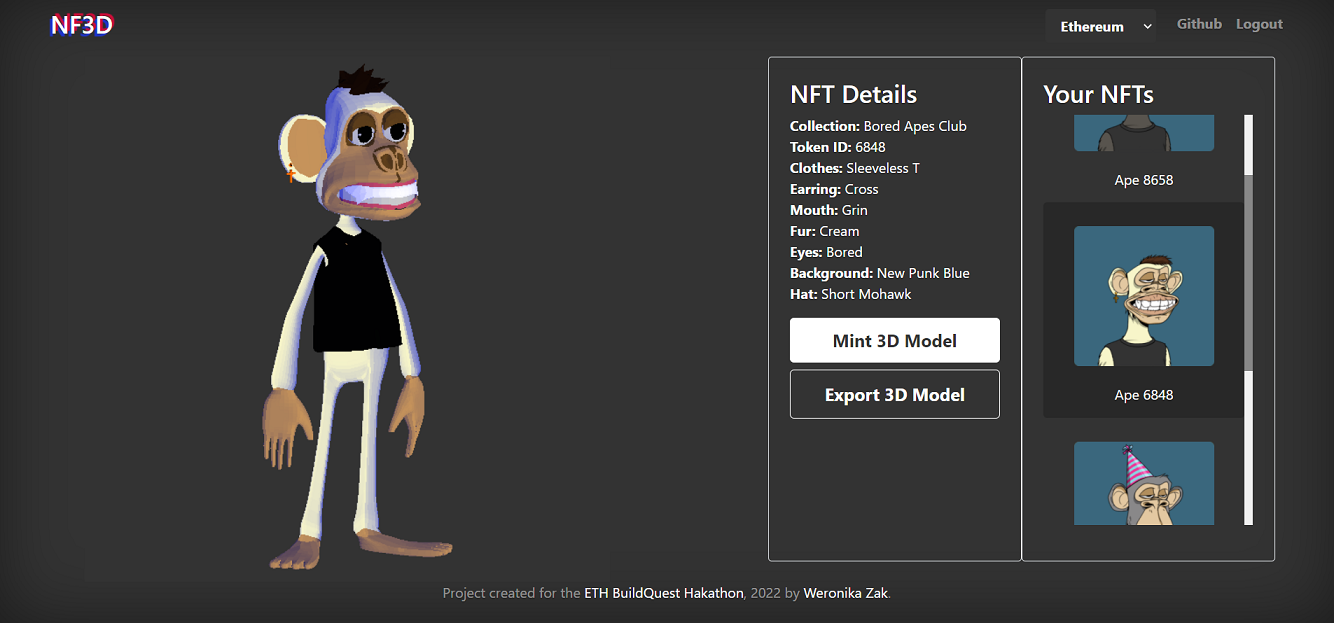 NF3D
Ethereum
Github
Logout
NFT Details
Collection: Bored Apes Club
Token ID: 6848
Clothes: Sleeveless T
Earring: Cross
Mouth: Grin
Fur: Cream
Eyes: Bored
Background: New Punk Blue
Hat: Short Mohawk
Mint 3D Model
Export 3D Model
Your NFTs
Ape 8658
Ape 6848
Project created for the ETH BuildQuest Hakathon, 2022 by Weronika Zak.